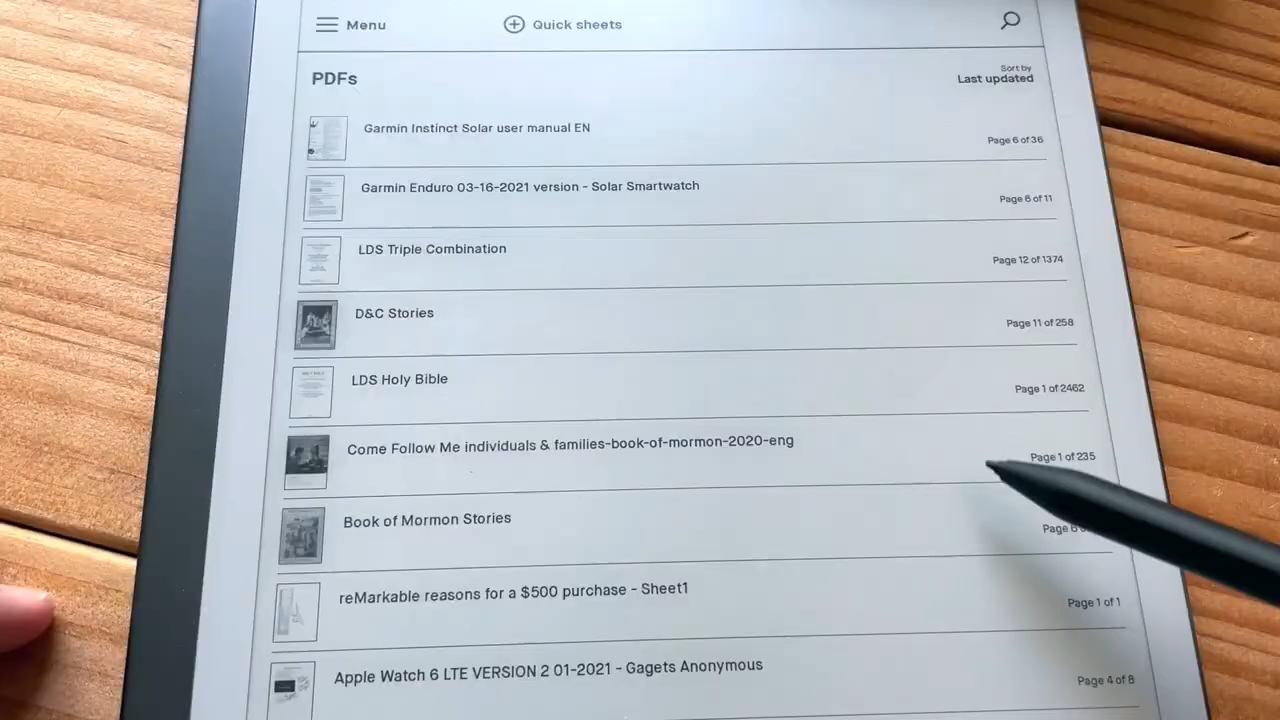 Menu
Quick sheets
PDFs
Sort by
Last updated
Garmin Instinct Solar user manual EN
Page 6 of 36
Garmin Enduro 03-16-2021 version - Solar Smartwatch
Page 6 of 11
LDS Triple Combination
Page 12 of 1374
D&C Stories
Page 11 of 258
LDS Holy Bible
Page 1 of 2462
Come Follow Me individuals & families-book-of-mormon-2020-eng
Page 1 of 235
Book of Mormon Stories
Page 6
reMarkable reasons for a $500 purchase - Sheet1
Page 1 of 1
Apple Watch 6 LTE VERSION 2 01-2021 - Gagets Anonymous
Page 4 of 8